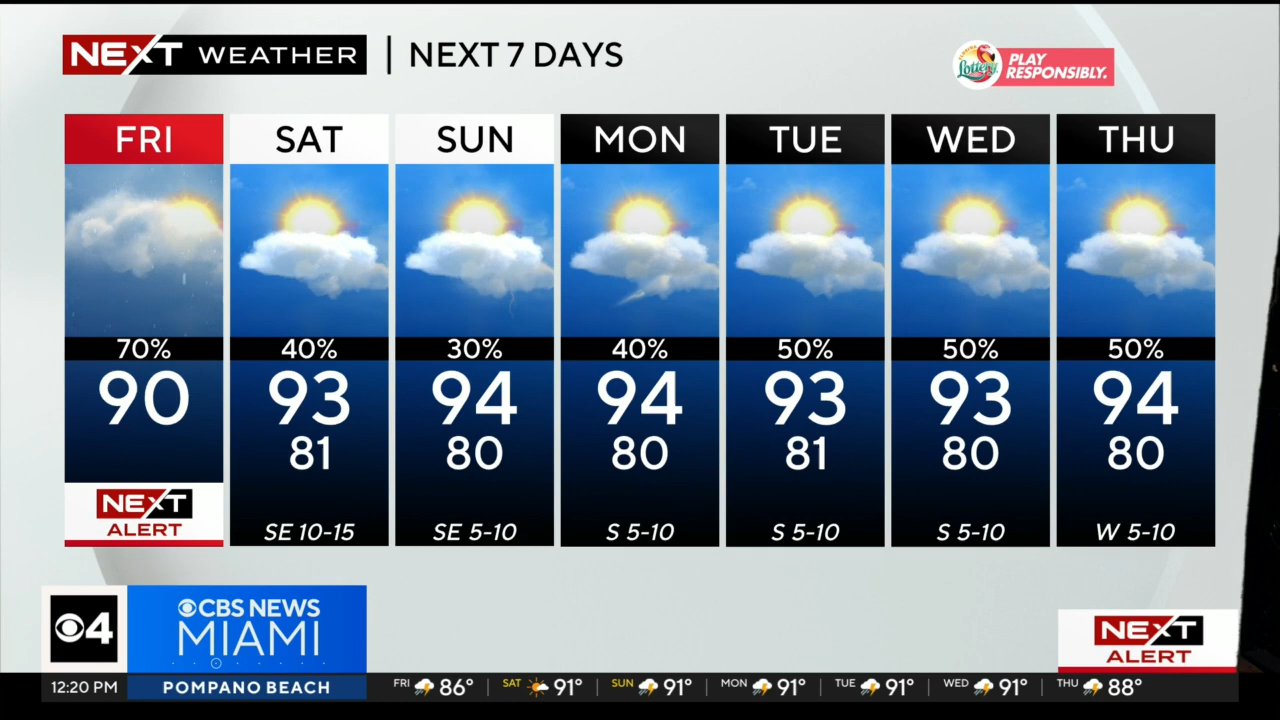 NEXT WEATHER | NEXT 7 DAYS
FLORIDA Lottery PLAY RESPONSIBLY.
FRI SAT SUN MON TUE WED THU
70% 40% 30% 40% 50% 50% 50%
90 93 94 94 93 93 94
81 80 80 81 80 80
NEXT ALERT
SE 10-15 SE 5-10 S 5-10 S 5-10 S 5-10 W 5-10
4 CBS NEWS
MIAMI
NEXT
ALERT
12:20 PM POMPANO BEACH FRI 86° | SAT 91° | SUN 91° | MON 91° | TUE 91° | WED 91° | THU 88°